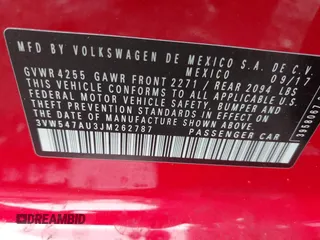 MFD BY VOLKSWAGEN DE MEXICO S.A. DE C.V.
MEXICO 09/17
GVWR 4255 GAWR FRONT 2271 / REAR 2094 LBS
THIS VEHICLE CONFORMS TO ALL APPLICABLE
FEDERAL MOTOR VEHICLE SAFETY, BUMPER AND
THEFT PREVENTION STANDARDS IN EFFECT ON THE
DATE OF MANUFACTURE SHOWN ABOVE.
3VW547AU3JM262787
PASSENGER CAR
DREAMBID